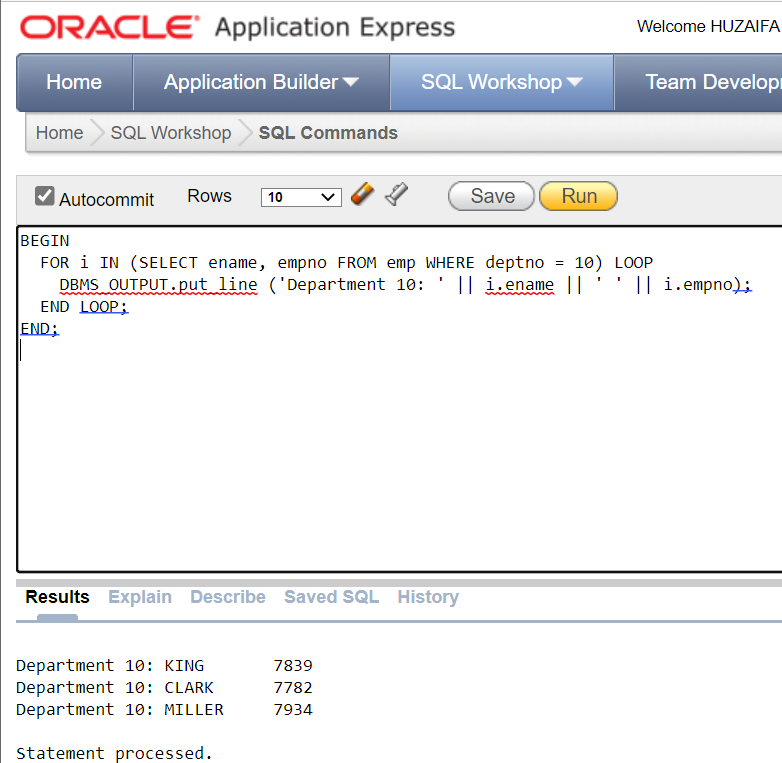 ORACLE® Application Express
Welcome HUZAIFA
Home
Application Builder
SQL Workshop
Team Develop
Home
SQL Workshop
SQL Commands
Autocommit
Rows
10
Save
Run
BEGIN
  FOR i IN (SELECT ename, empno FROM emp WHERE deptno = 10) LOOP
    DBMS_OUTPUT.put_line ('Department 10: ' || i.ename || ' ' || i.empno);
  END LOOP;
END;
Results
Explain
Describe
Saved SQL
History
Department 10: KING       7839
Department 10: CLARK      7782
Department 10: MILLER     7934
Statement processed.